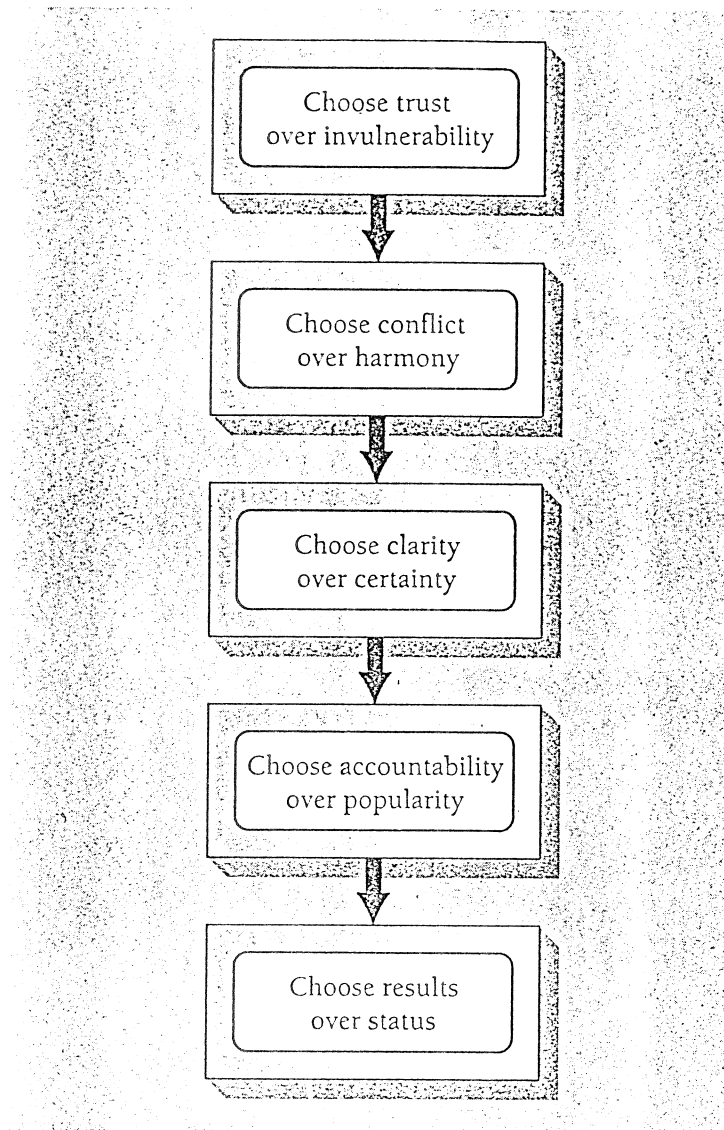 Choose trust
over invulnerability
Choose conflict
over harmony
Choose clarity
over certainty
Choose accountability
over popularity
Choose results
over status